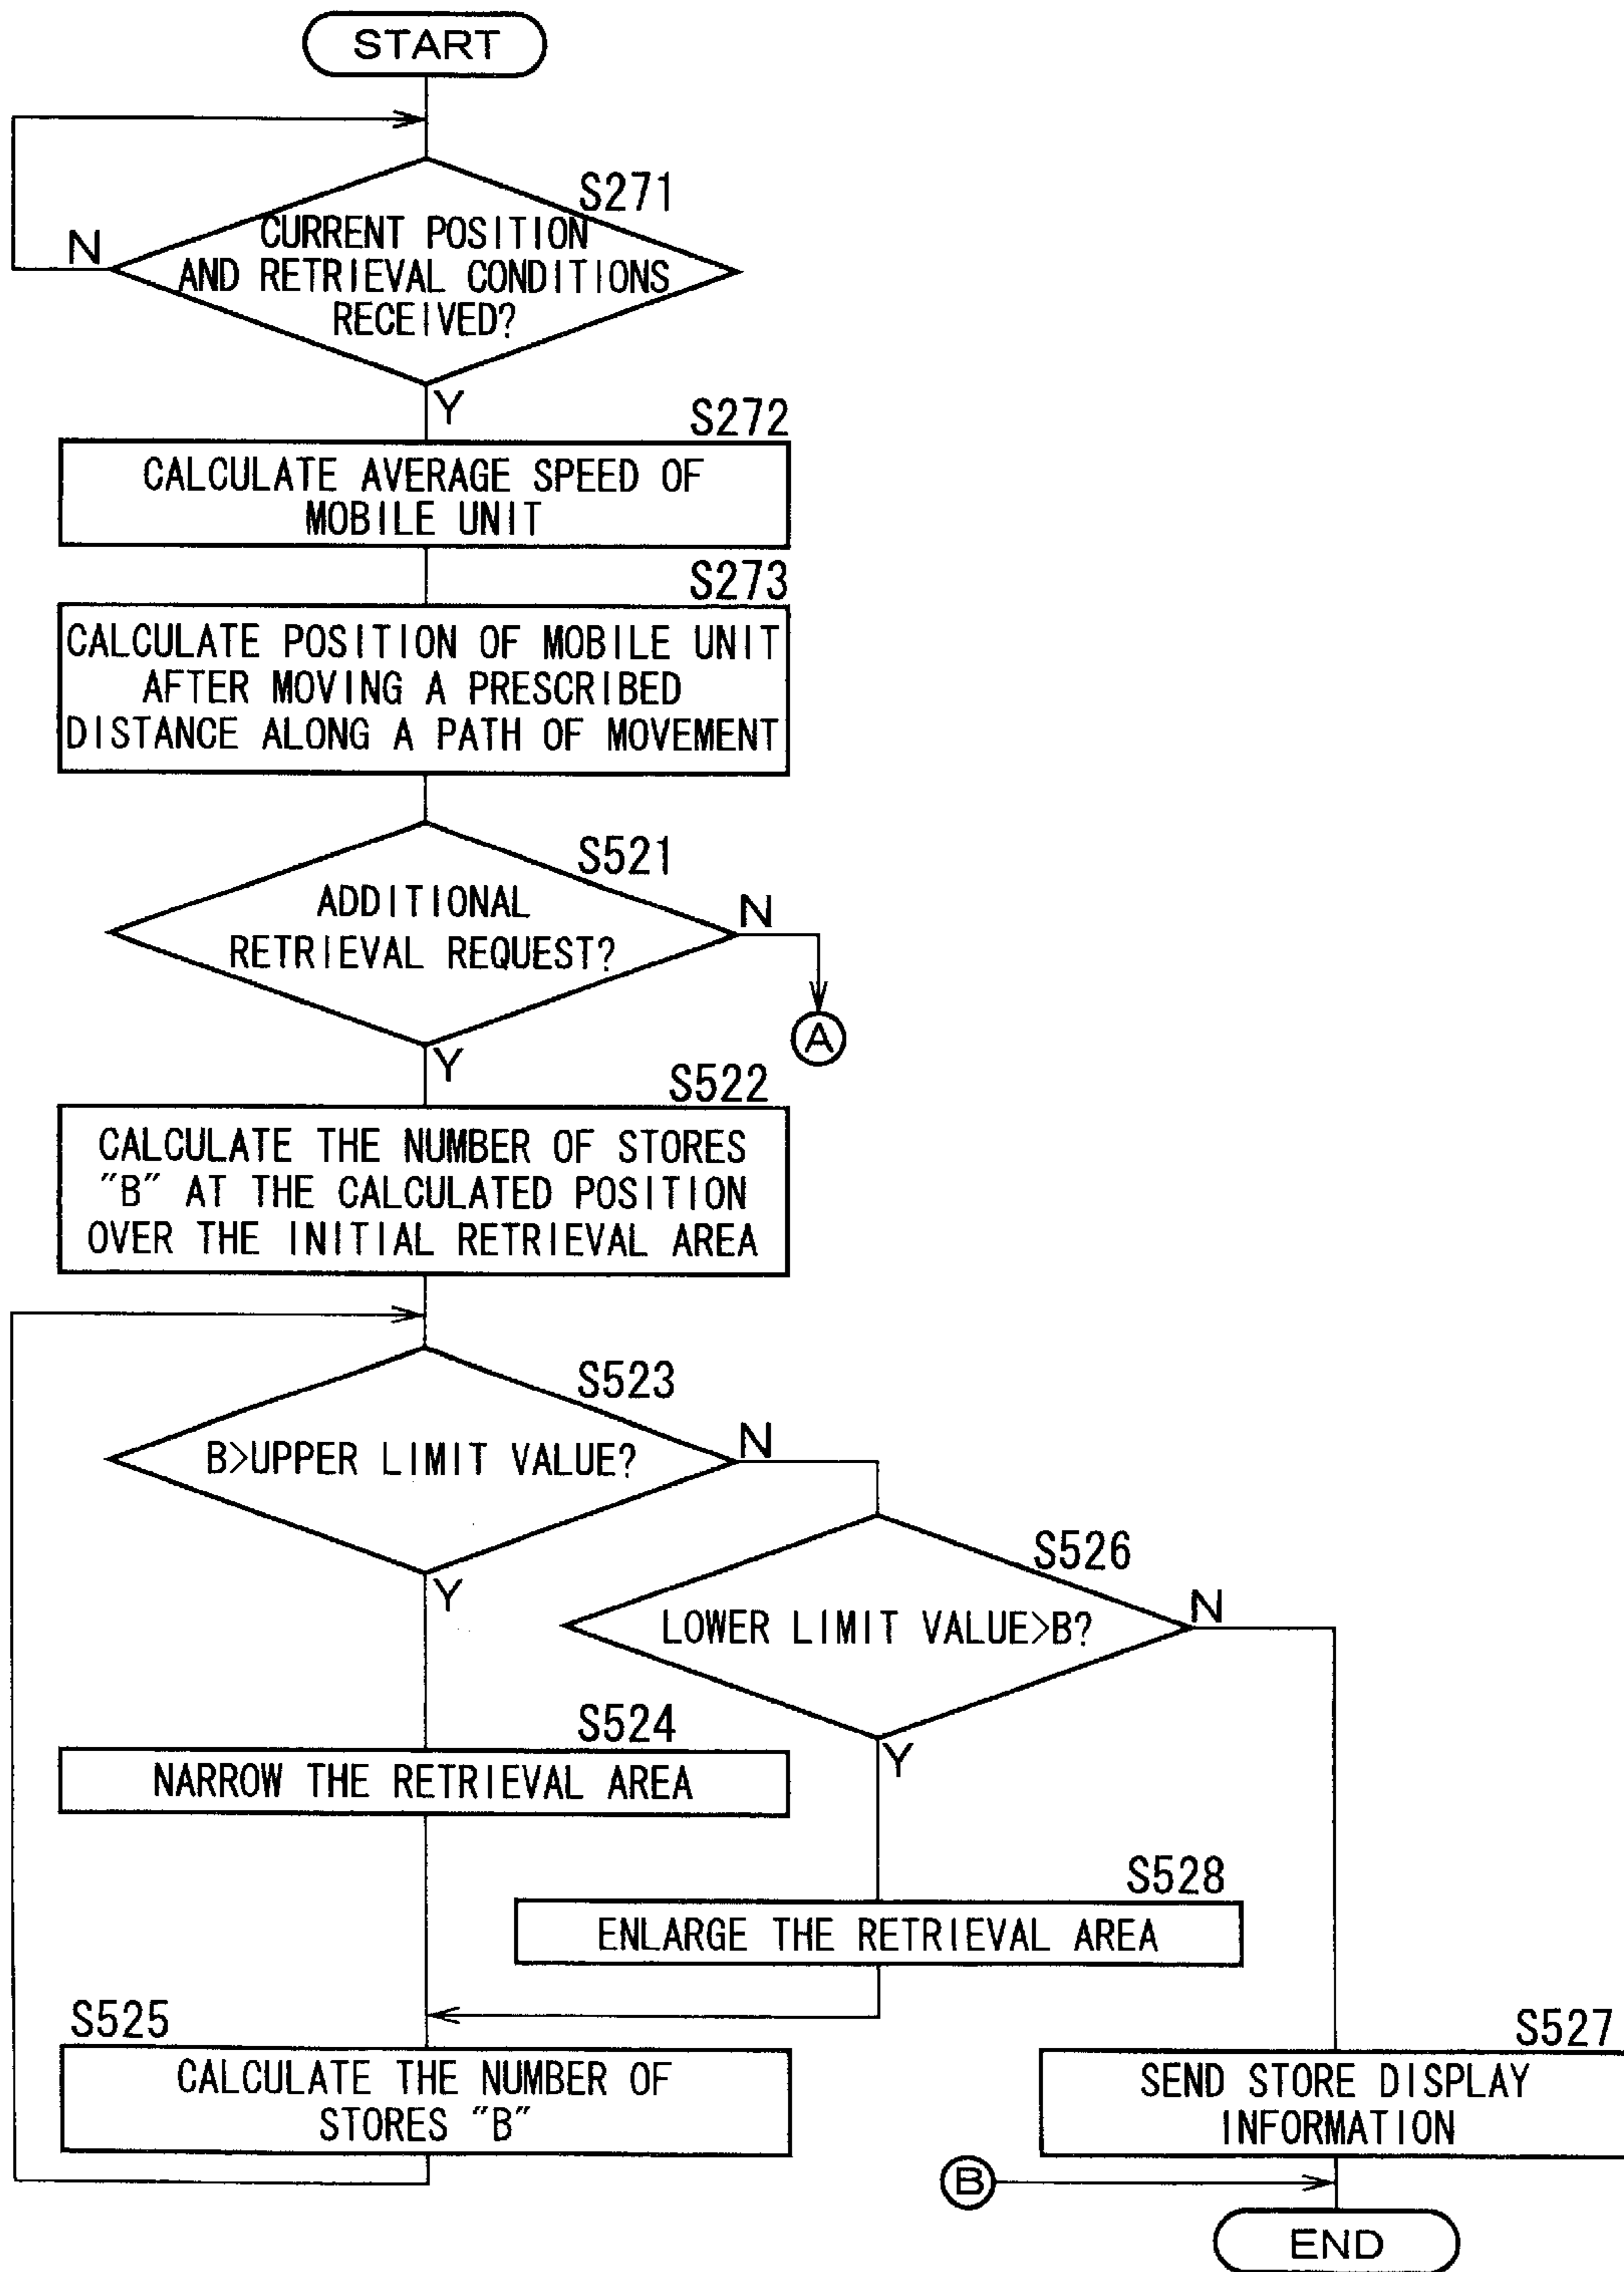 START
S271
CURRENT POSITION
AND RETRIEVAL CONDITIONS
RECEIVED?
N
Y
S272
CALCULATE AVERAGE SPEED OF
MOBILE UNIT
S273
CALCULATE POSITION OF MOBILE UNIT
AFTER MOVING A PRESCRIBED
DISTANCE ALONG A PATH OF MOVEMENT
S521
ADDITIONAL
RETRIEVAL REQUEST?
N
A
Y
S522
CALCULATE THE NUMBER OF STORES
"B" AT THE CALCULATED POSITION
OVER THE INITIAL RETRIEVAL AREA
S523
B>UPPER LIMIT VALUE?
N
Y
S526
LOWER LIMIT VALUE>B?
N
Y
S524
NARROW THE RETRIEVAL AREA
S528
ENLARGE THE RETRIEVAL AREA
S525
CALCULATE THE NUMBER OF
STORES "B"
S527
SEND STORE DISPLAY
INFORMATION
B
END